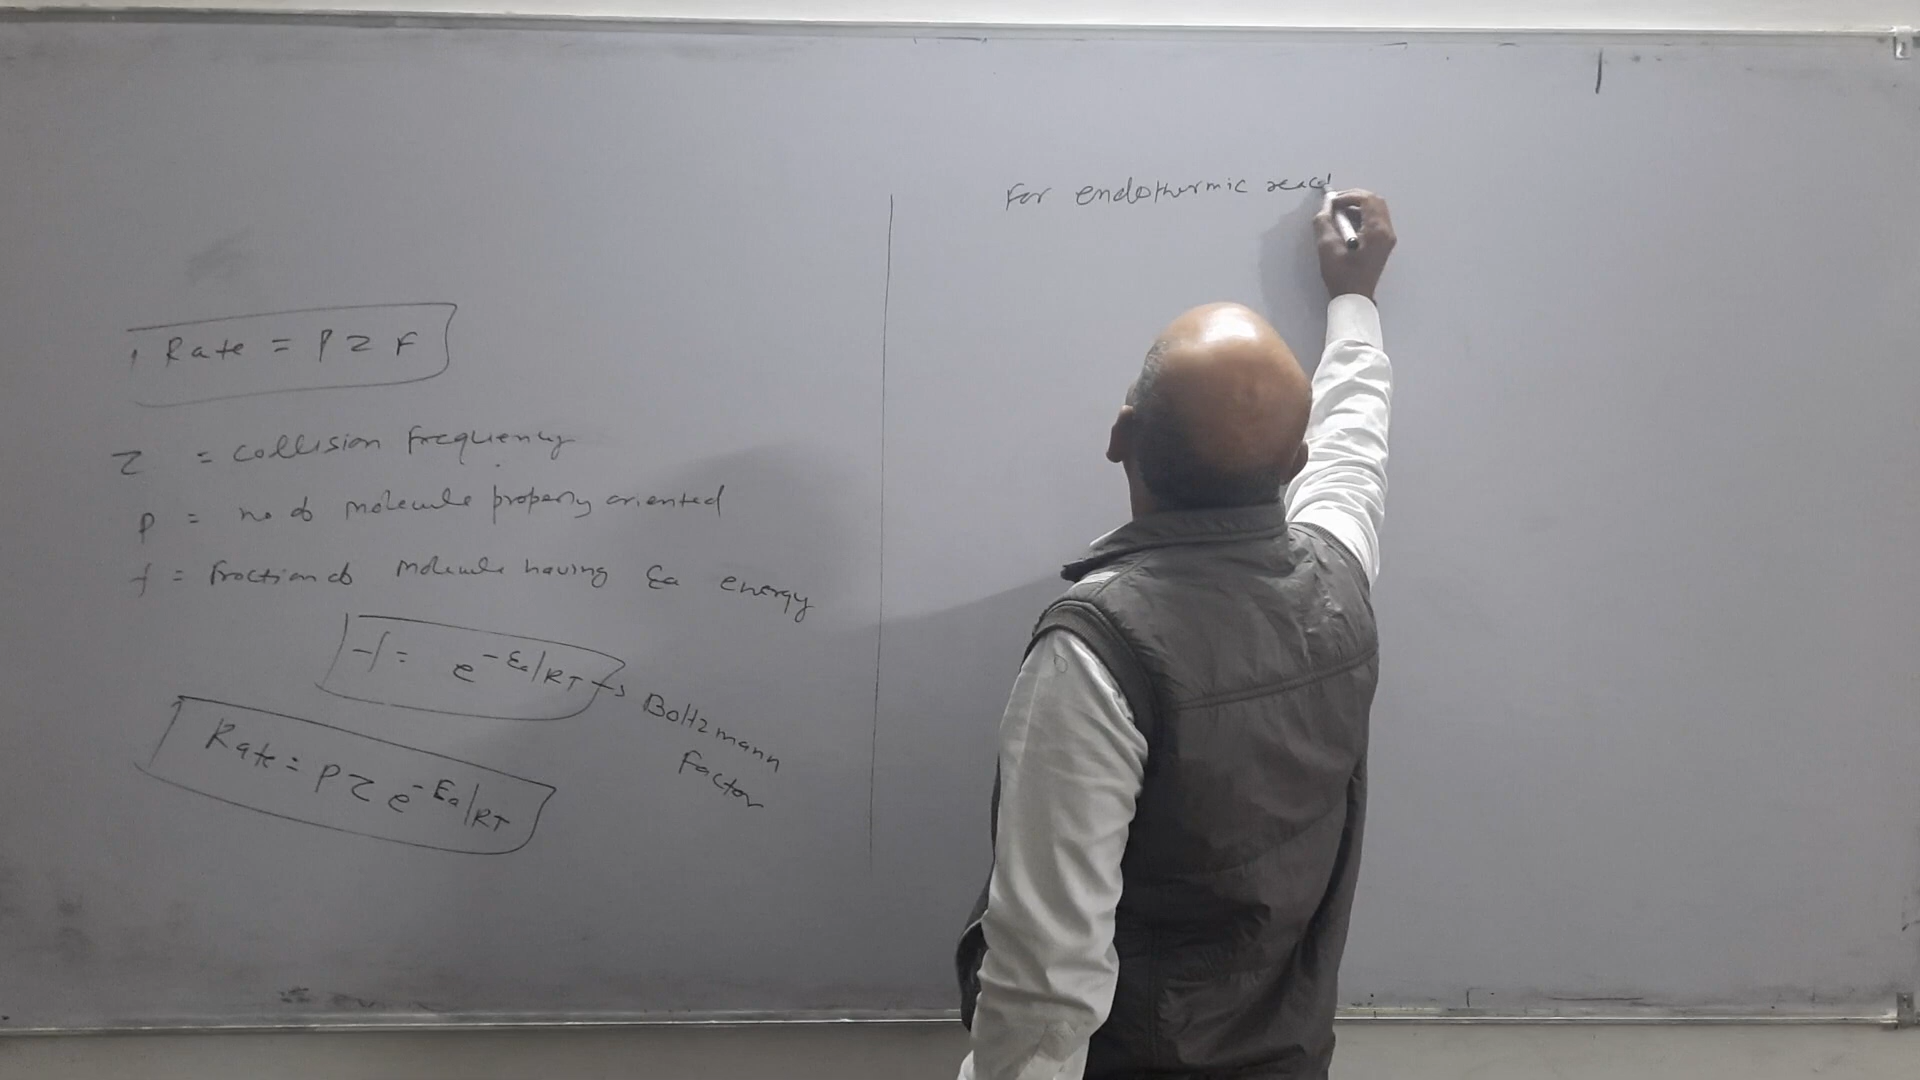 Rate = P Z F
Z = collision frequency
P = no of molecule properly oriented
f = fraction of molecule having Ea energy
f = e^-Ea/RT → Boltzmann
Factor
Rate = P Z e^-Ea/RT
For endothermic react